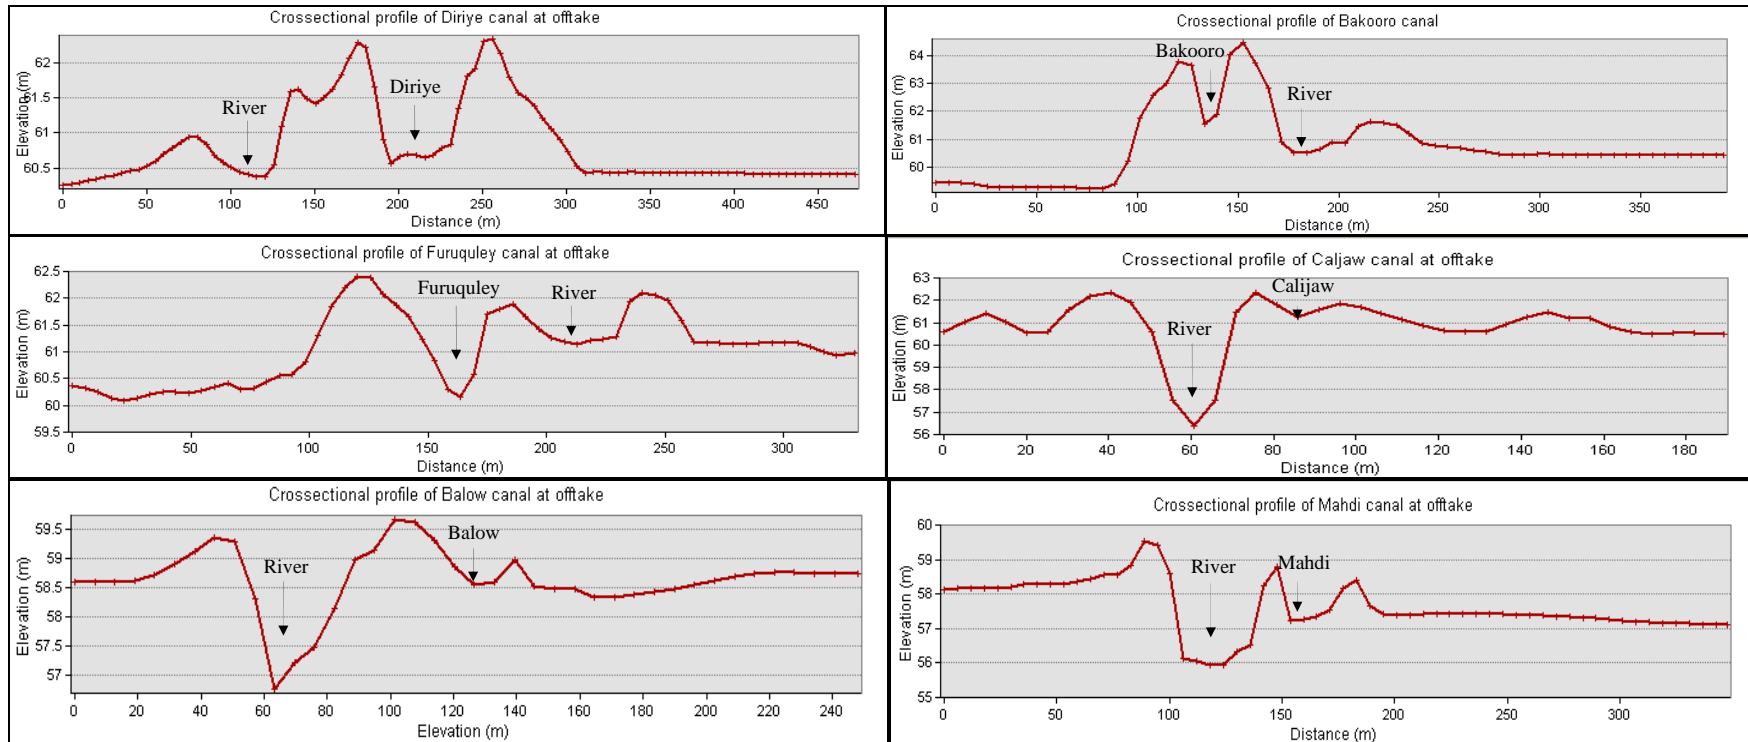 Crossectional profile of Diriye canal at offtake
Elevation (m)
62
61.5
61
60.5
River
Diriye
0 50 100 150 200 250 300 350 400 450
Distance (m)
Crossectional profile of Bakooro canal
Elevation (m)
64
63
62
61
60
Bakooro
River
0 50 100 150 200 250 300 350
Distance (m)
Crossectional profile of Furuquley canal at offtake
Elevation (m)
62.5
62
61.5
61
60.5
60
59.5
Furuquley
River
0 50 100 150 200 250 300
Distance (m)
Crossectional profile of Caljaw canal at offtake
Elevation (m)
63
62
61
60
59
58
57
56
Calijaw
River
0 20 40 60 80 100 120 140 160 180
Distance (m)
Crossectional profile of Balow canal at offtake
Elevation (m)
59.5
59
58.5
58
57.5
57
Balow
River
0 20 40 60 80 100 120 140 160 180 200 220 240
Elevation (m)
Crossectional profile of Mahdi canal at offtake
Elevation (m)
60
59
58
57
56
55
River
Mahdi
0 50 100 150 200 250 300
Distance (m)